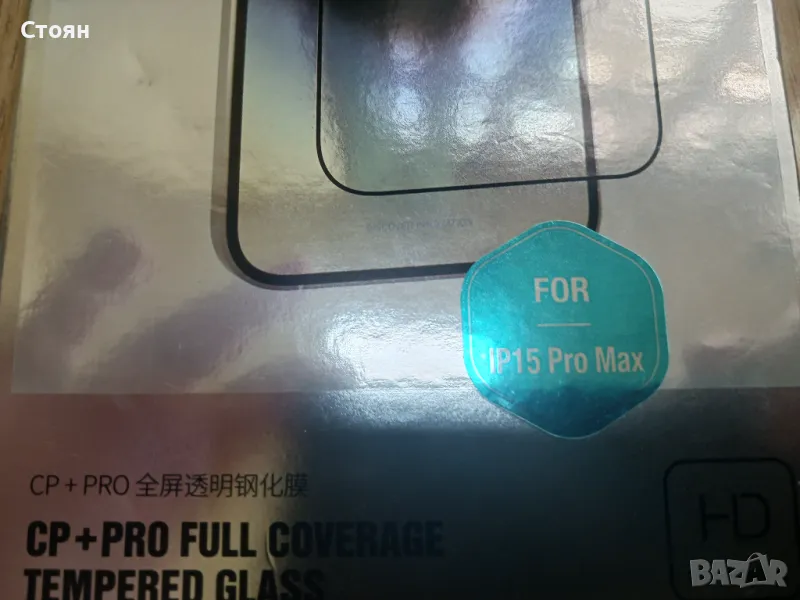 Стоян
FOR
iP15 Pro Max
CP + PRO 全屏透明钢化膜
CP+PRO FULL COVERAGE
TEMPERED GLASS
HD
BAZAR